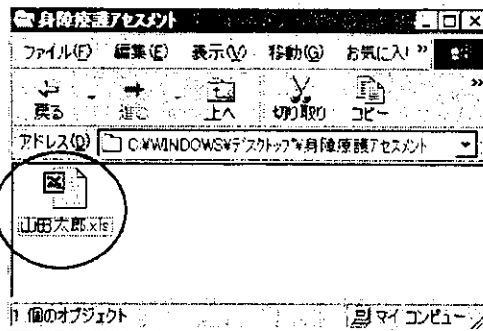 身障療護アセスメント
ファイル(F) 編集(E) 表示(V) 移動(G) お気に入り »
戻る 進む 上へ 切り取り コピー »
アドレス(D) C:¥WINDOWS¥デスクトップ¥身障療護アセスメント
山田太郎.xls
1 個のオブジェクト マイ コンピュータ